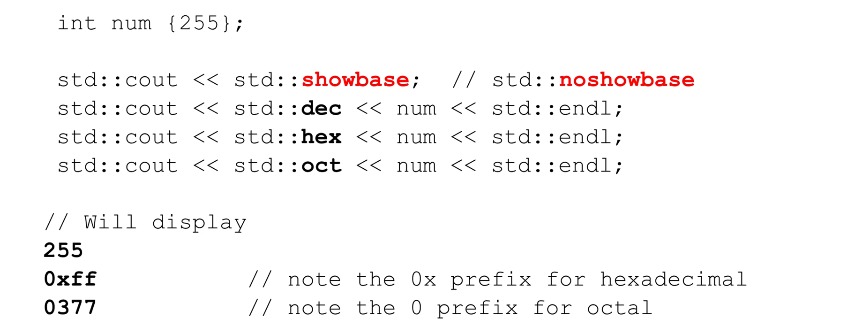 int num {255};
std::cout << std::showbase;  // std::noshowbase
std::cout << std::dec << num << std::endl;
std::cout << std::hex << num << std::endl;
std::cout << std::oct << num << std::endl;
// Will display
255
0xff // note the 0x prefix for hexadecimal
0377 // note the 0 prefix for octal